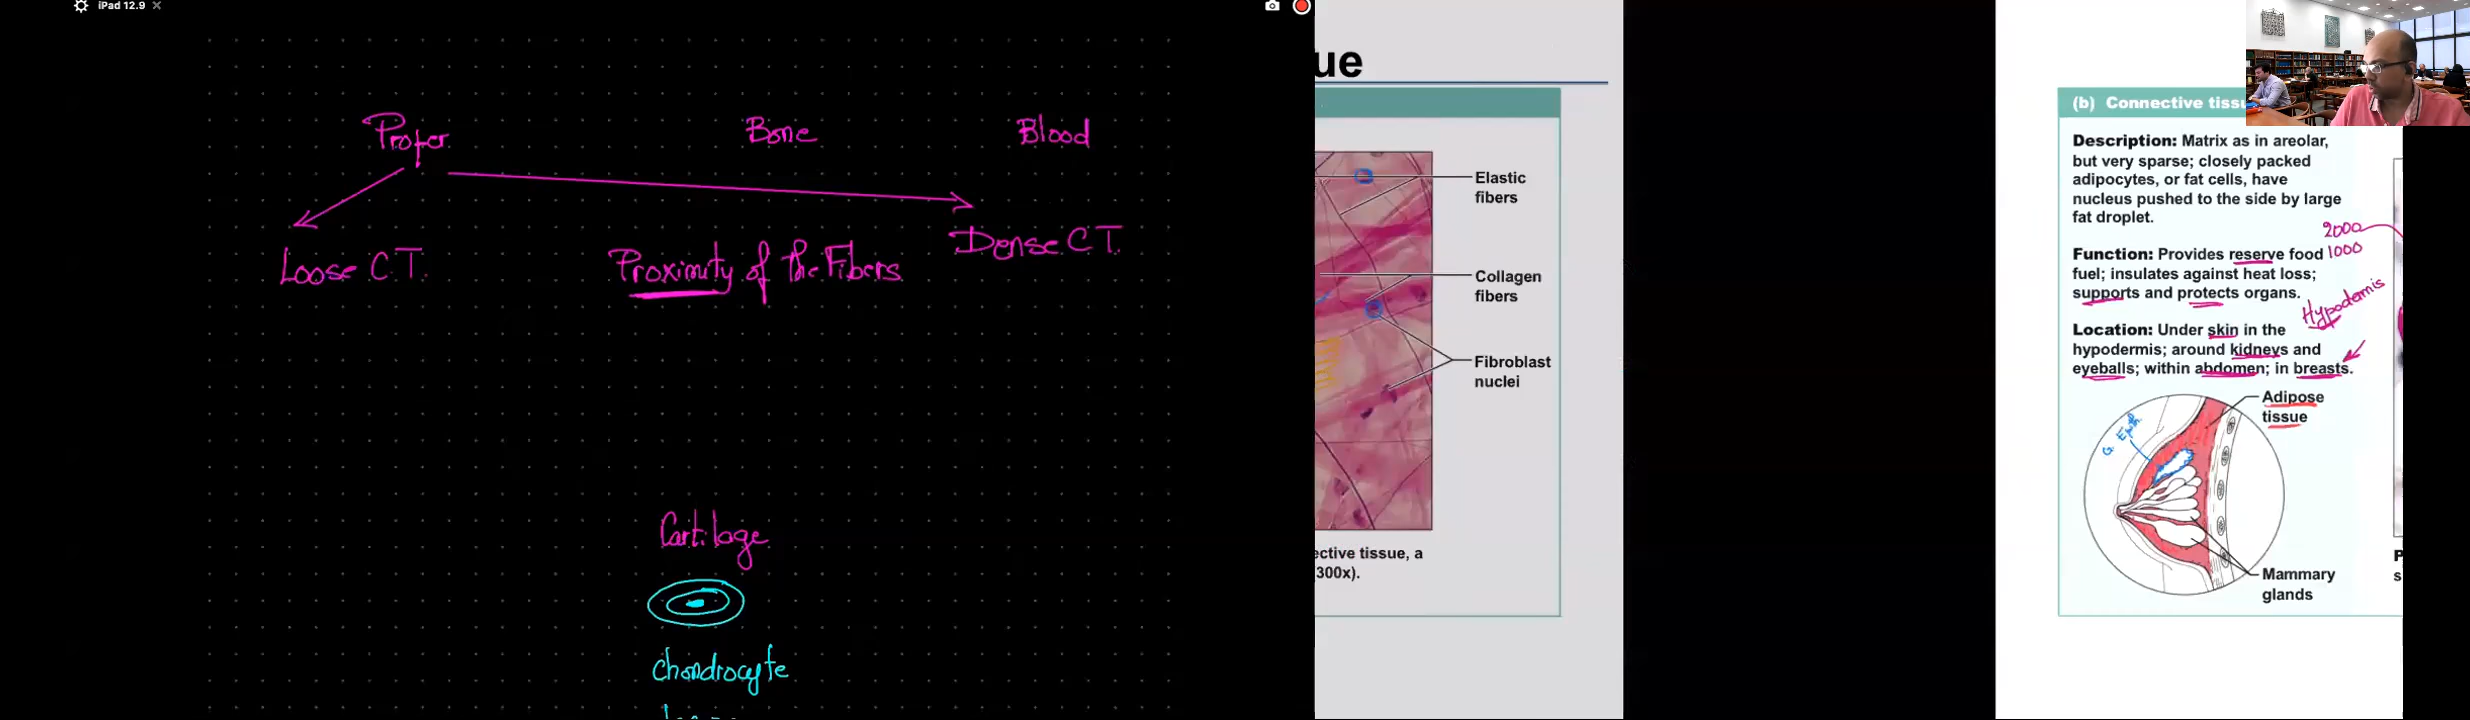 iPad 12.9
Proper
Bone
Blood
Loose C.T.
Proximity of the Fibers
Dense C.T.
Cartilage
chondrocyte
ue
Elastic
fibers
Collagen
fibers
Fibroblast
nuclei
ective tissue, a
300x).
(b) Connective tissu
Description: Matrix as in areolar,
but very sparse; closely packed
adipocytes, or fat cells, have
nucleus pushed to the side by large
fat droplet.
2000
Function: Provides reserve food 1000
fuel; insulates against heat loss;
supports and protects organs.
Hypodermis
Location: Under skin in the
hypodermis; around kidneys and
eyeballs; within abdomen; in breasts.
Adipose
tissue
G. Epith.
Mammary
glands
P
s